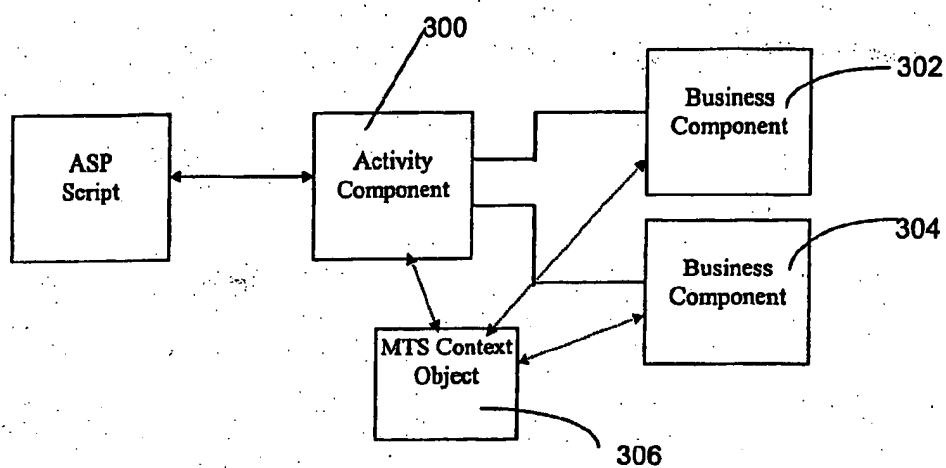 300
302
Business
Component
ASP
Script
Activity
Component
304
Business
Component
MTS Context
Object
306